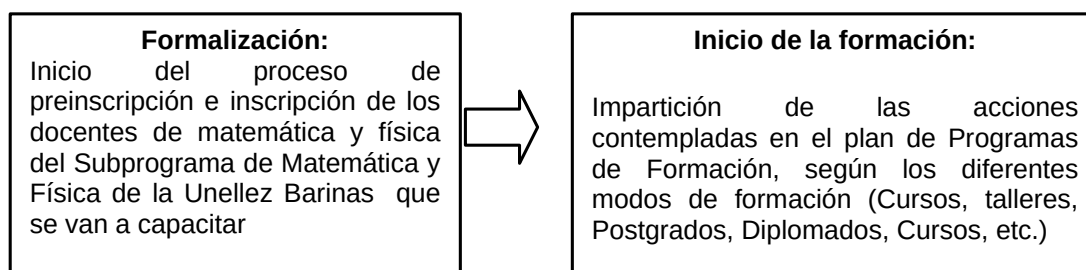 Formalización:
Inicio del proceso de
preinscripción e inscripción de los
docentes de matemática y física
del Subprograma de Matemática y
Física de la Unellez Barinas que
se van a capacitar
Inicio de la formación:
Impartición de las acciones
contempladas en el plan de Programas
de Formación, según los diferentes
modos de formación (Cursos, talleres,
Postgrados, Diplomados, Cursos, etc.)